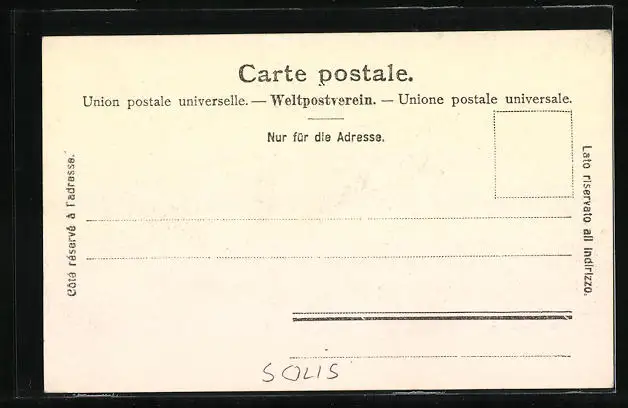 Carte postale.
Union postale universelle. — Weltpostverein. — Unione postale universale.
Nur für die Adresse.
Côté réservé à l'adresse.
Lato riservato all indirizzo.
SOLIS